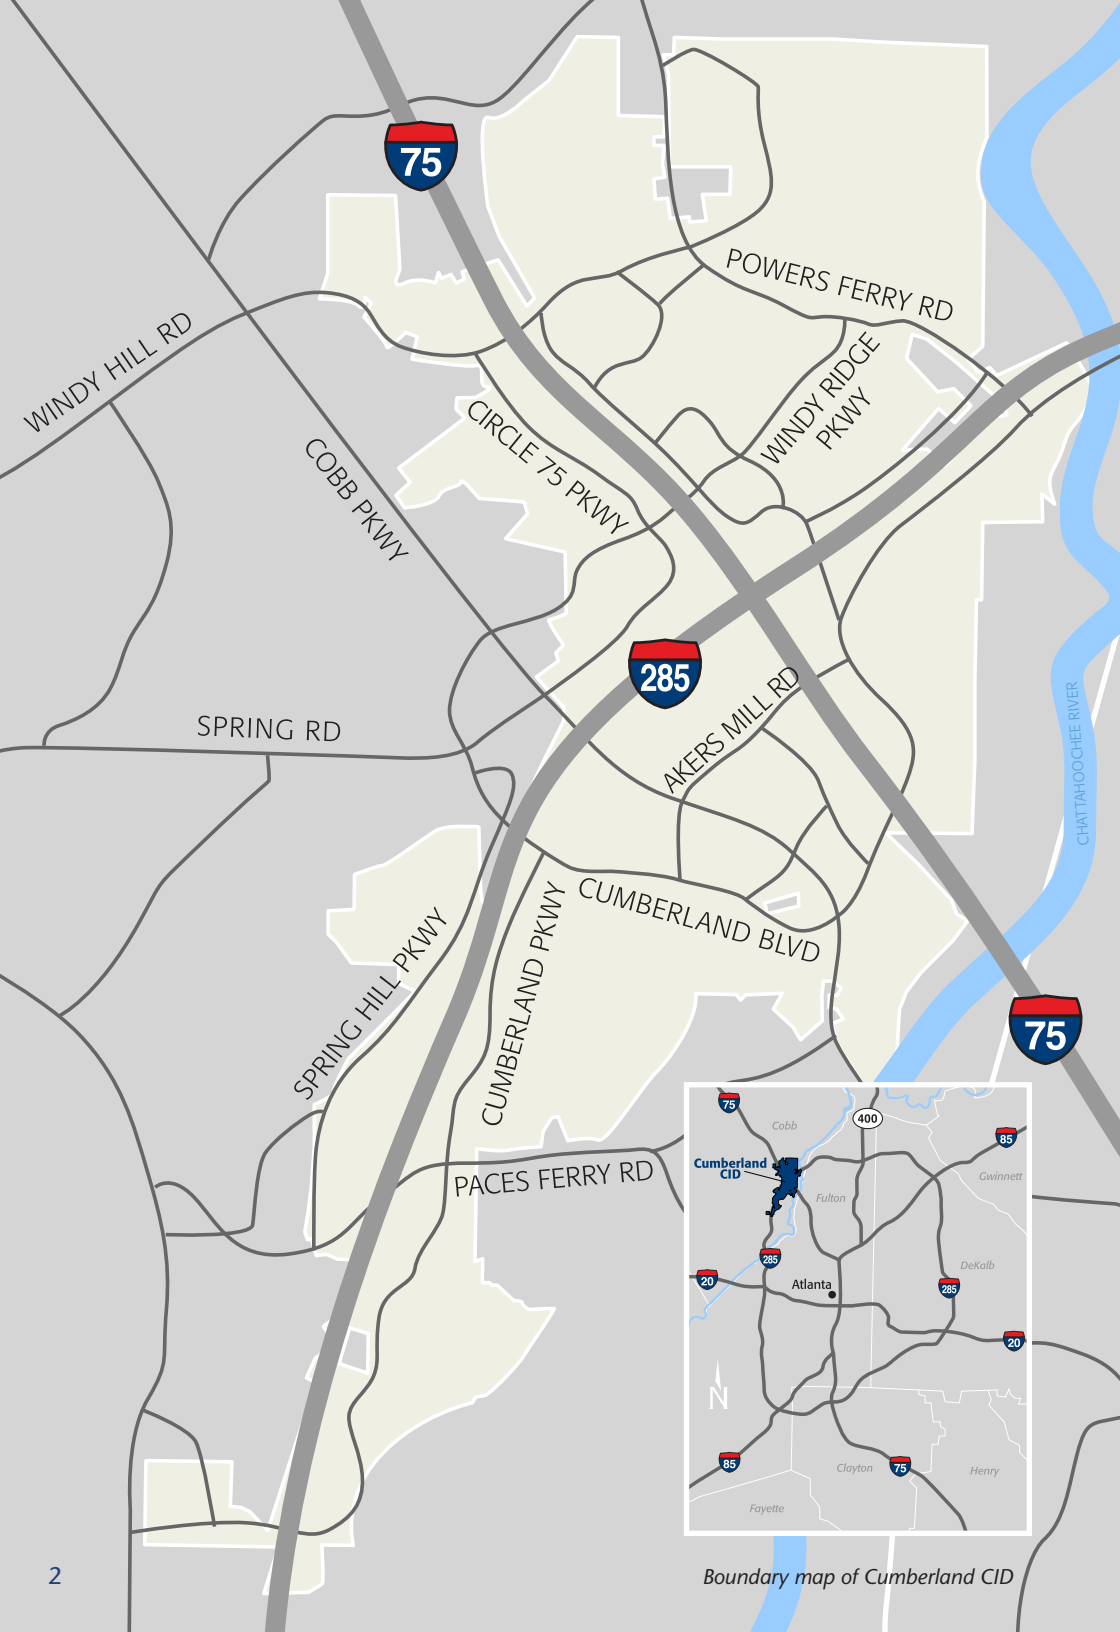 75
POWERS FERRY RD
WINDY HILL RD
WINDY RIDGE
PKWY
CIRCLE 75 PKWY
COBB PKWY
285
SPRING RD
AKERS MILL RD
CHATTAHOOCHEE RIVER
CUMBERLAND BLVD
CUMBERLAND PKWY
SPRING HILL PKWY
75
PACES FERRY RD
75
Cobb
400
85
Cumberland
CID
Gwinnett
Fulton
285
DeKalb
20
Atlanta
285
20
N
85
Clayton
75
Henry
Fayette
2
Boundary map of Cumberland CID